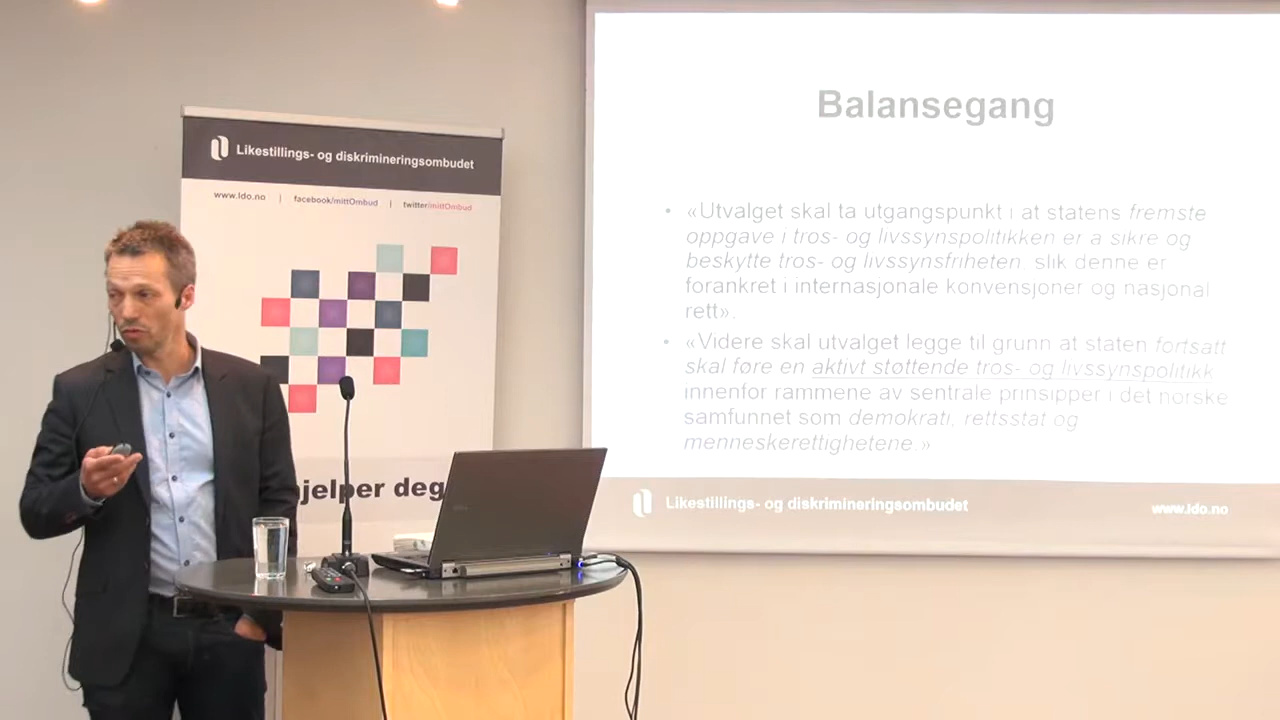 Likestillings- og diskrimineringsombudet
www.ldo.no | facebook/mittOmbud | twitter/mittOmbud
jelper deg
Balansegang
• «Utvalget skal ta utgangspunkt i at statens fremste
oppgave i tros- og livssynspolitikken er a sikre og
beskytte tros- og livssynsfriheten slik denne er
forankret i internasjonale konvensjoner og nasjonal
rett».
• «Videre skal utvalget legge til grunn at staten fortsatt
skal føre en aktivt støttende tros- og livssynspolitikk
innenfor rammene av sentrale prinsipper i det norske
samfunnet som demokrati, rettsstat og
menneskerettighetene.»
Likestillings- og diskrimineringsombudet
www.ldo.no